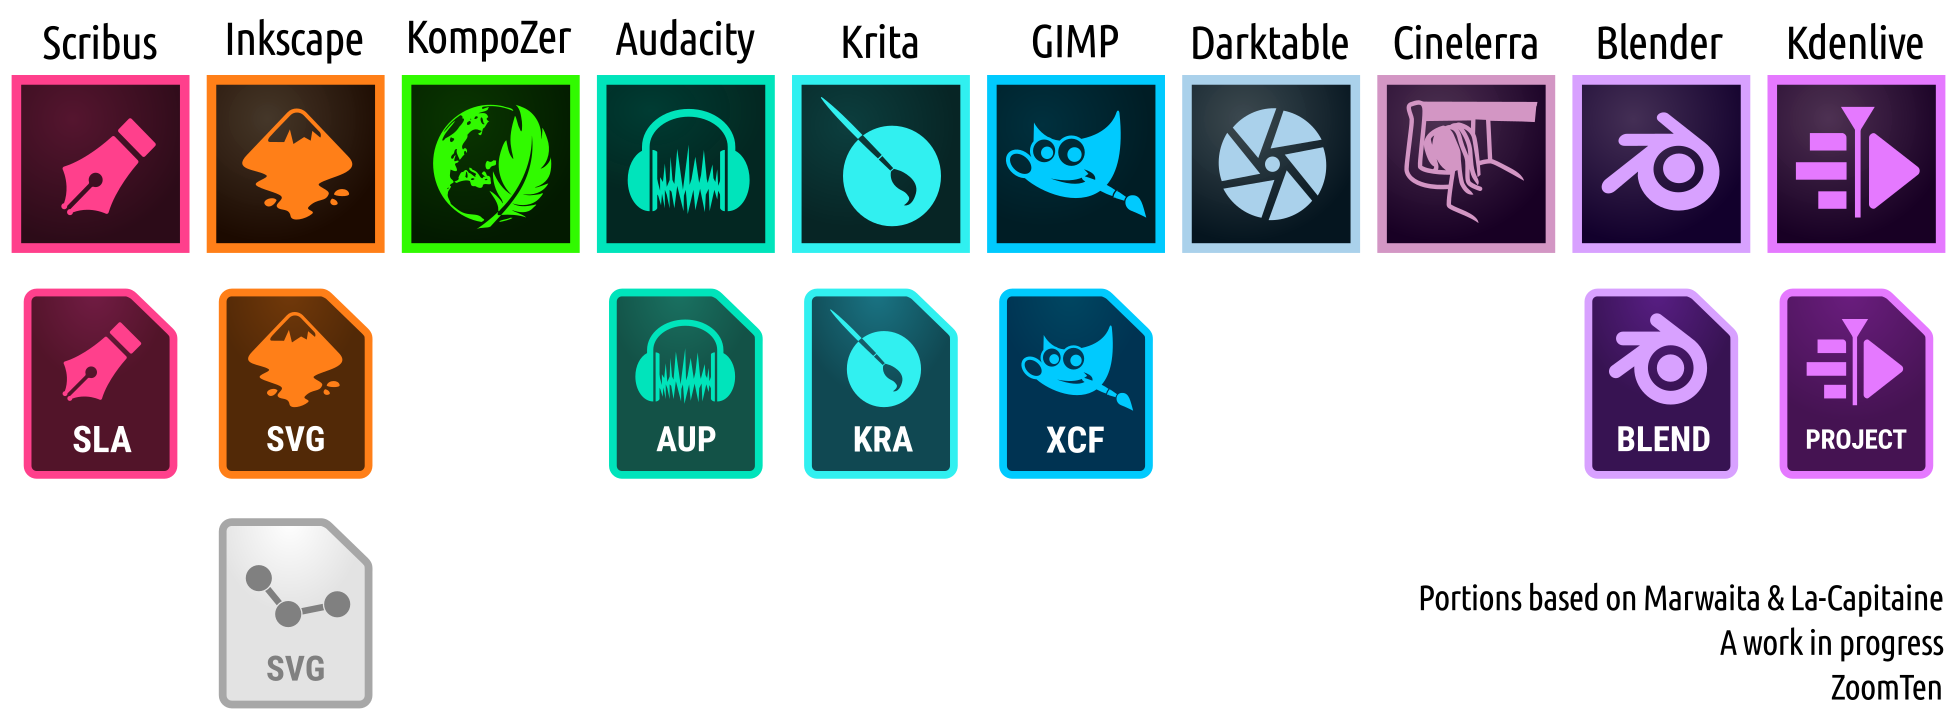 Scribus
Inkscape
KompoZer
Audacity
Krita
GIMP
Darktable
Cinelerra
Blender
Kdenlive
SLA
SVG
AUP
KRA
XCF
BLEND
PROJECT
SVG
Portions based on Marwaita & La-Capitaine
A work in progress
ZoomTen